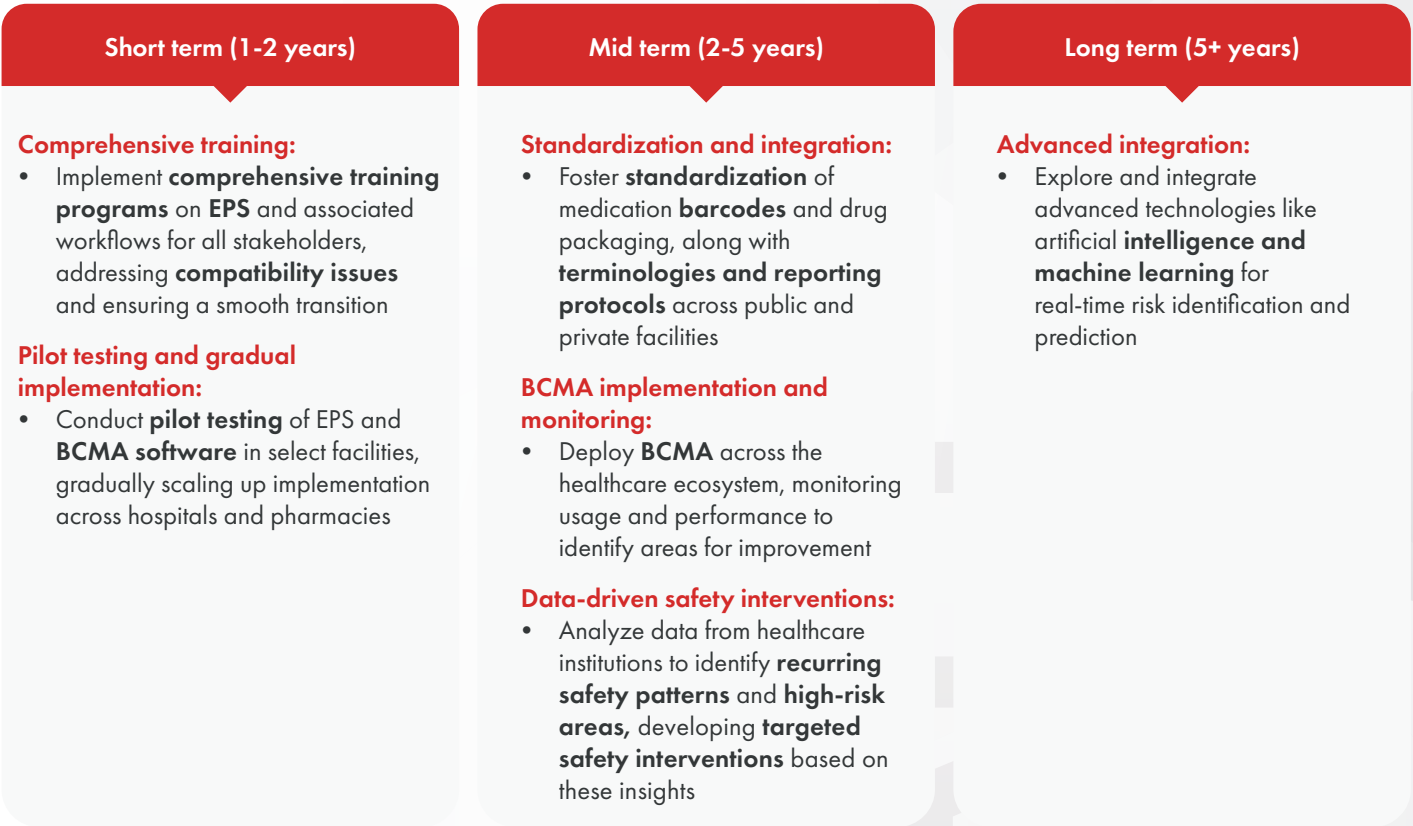 Short term (1-2 years)
Comprehensive training:
• Implement comprehensive training
programs on EPS and associated
workflows for all stakeholders,
addressing compatibility issues
and ensuring a smooth transition
Pilot testing and gradual
implementation:
• Conduct pilot testing of EPS and
BCMA software in select facilities,
gradually scaling up implementation
across hospitals and pharmacies
Mid term (2-5 years)
Standardization and integration:
• Foster standardization of
medication barcodes and drug
packaging, along with
terminologies and reporting
protocols across public and
private facilities
BCMA implementation and
monitoring:
• Deploy BCMA across the
healthcare ecosystem, monitoring
usage and performance to
identify areas for improvement
Data-driven safety interventions:
• Analyze data from healthcare
institutions to identify recurring
safety patterns and high-risk
areas, developing targeted
safety interventions based on
these insights
Long term (5+ years)
Advanced integration:
• Explore and integrate
advanced technologies like
artificial intelligence and
machine learning for
real-time risk identification and
prediction